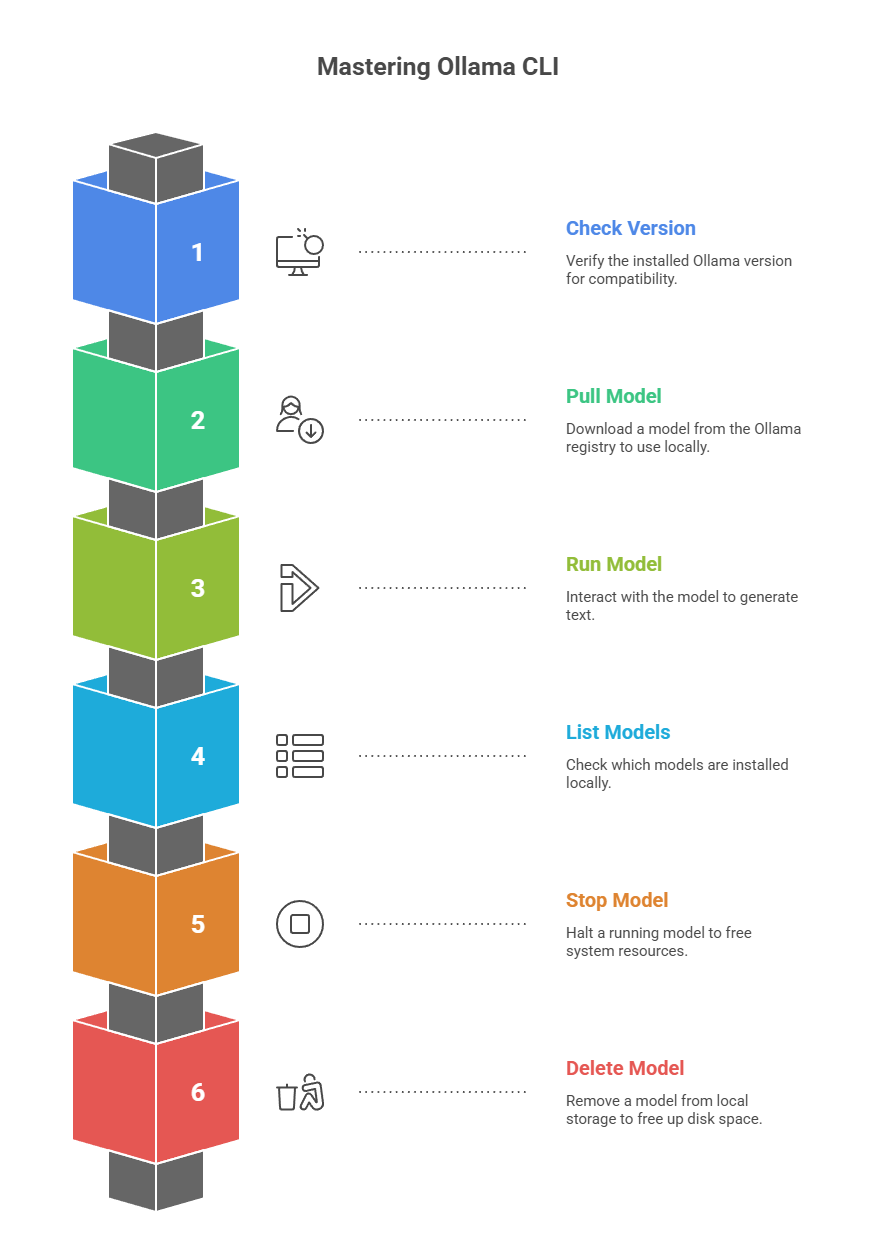 Mastering Ollama CLI
1
Check Version
Verify the installed Ollama version
for compatibility.
2
Pull Model
Download a model from the Ollama
registry to use locally.
3
Run Model
Interact with the model to generate
text.
4
List Models
Check which models are installed
locally.
5
Stop Model
Halt a running model to free
system resources.
6
Delete Model
Remove a model from local
storage to free up disk space.